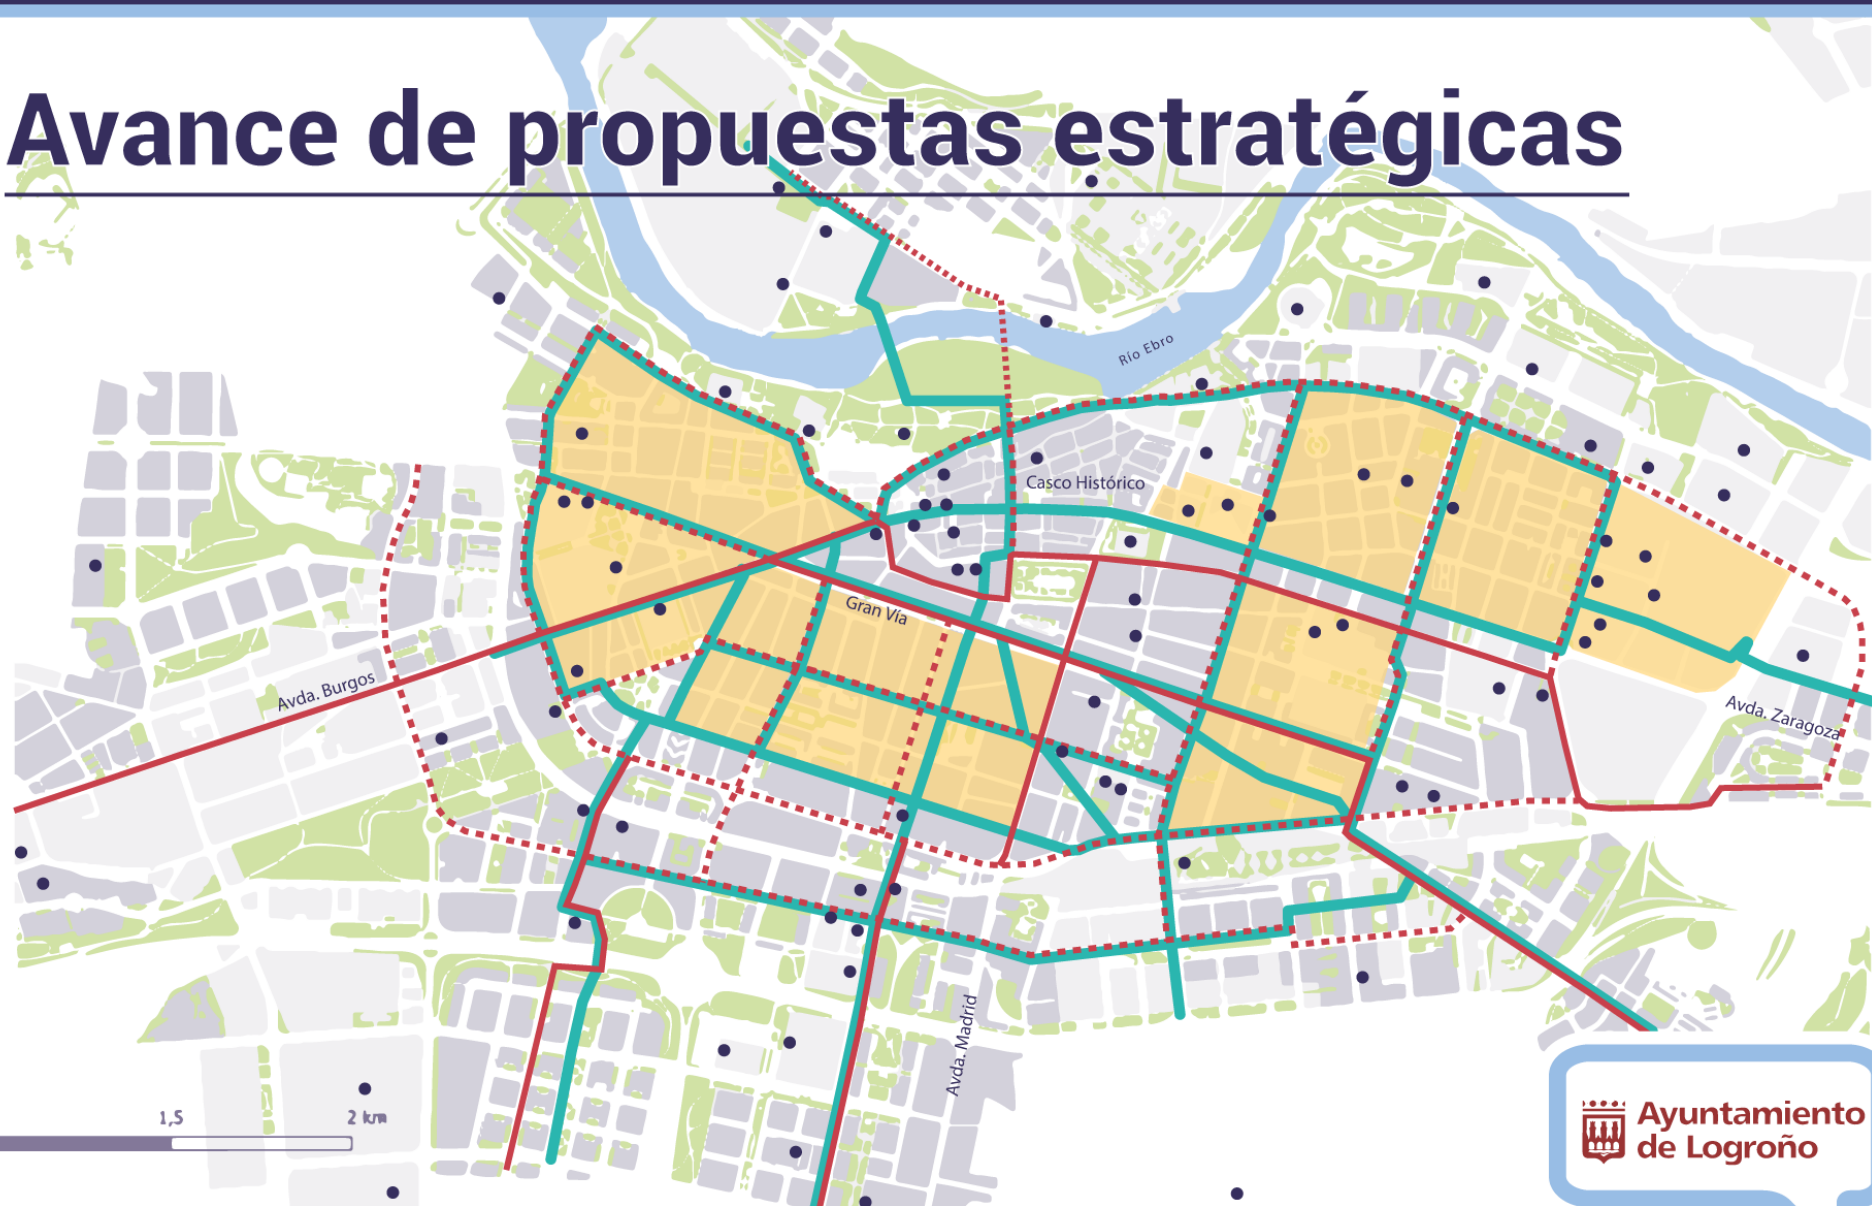 Avance de propuestas estratégicas
Río Ebro
Casco Histórico
Gran Vía
Avda. Burgos
Avda. Zaragoza
Avda. Madrid
1,5
2 km
Ayuntamiento
de Logroño